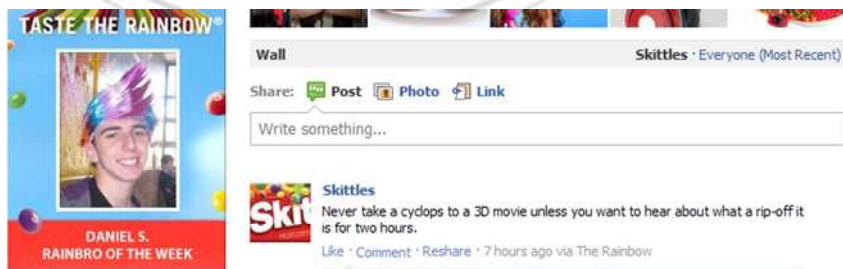 TASTE THE RAINBOW®
DANIEL S.
RAINBRO OF THE WEEK
Wall
Skittles · Everyone (Most Recent)
Share: Post Photo Link
Write something...
Skit
Skittles
Never take a cyclops to a 3D movie unless you want to hear about what a rip-off it
is for two hours.
Like · Comment · Reshare · 7 hours ago via The Rainbow